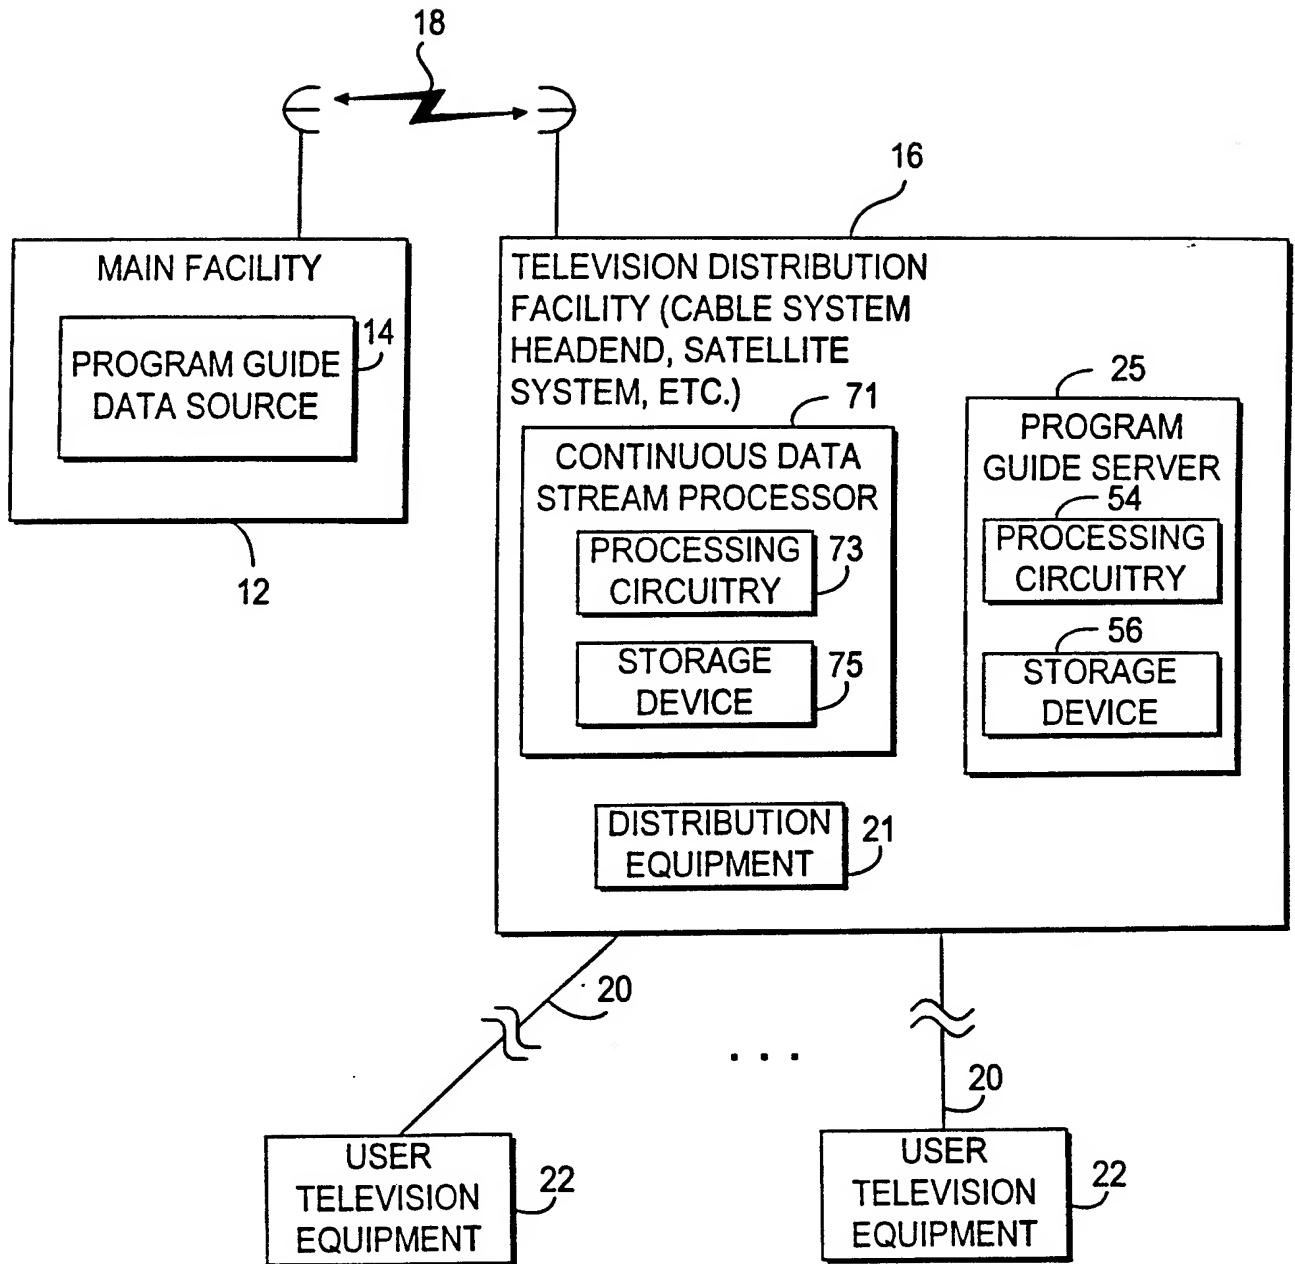 18
16
MAIN FACILITY
14
PROGRAM GUIDE
DATA SOURCE
12
TELEVISION DISTRIBUTION
FACILITY (CABLE SYSTEM
HEADEND, SATELLITE
SYSTEM, ETC.)
71
CONTINUOUS DATA
STREAM PROCESSOR
PROCESSING
CIRCUITRY
73
STORAGE
DEVICE
75
25
PROGRAM
GUIDE SERVER
54
PROCESSING
CIRCUITRY
56
STORAGE
DEVICE
DISTRIBUTION
EQUIPMENT
21
20
. . .
20
USER
TELEVISION
EQUIPMENT
22
USER
TELEVISION
EQUIPMENT
22